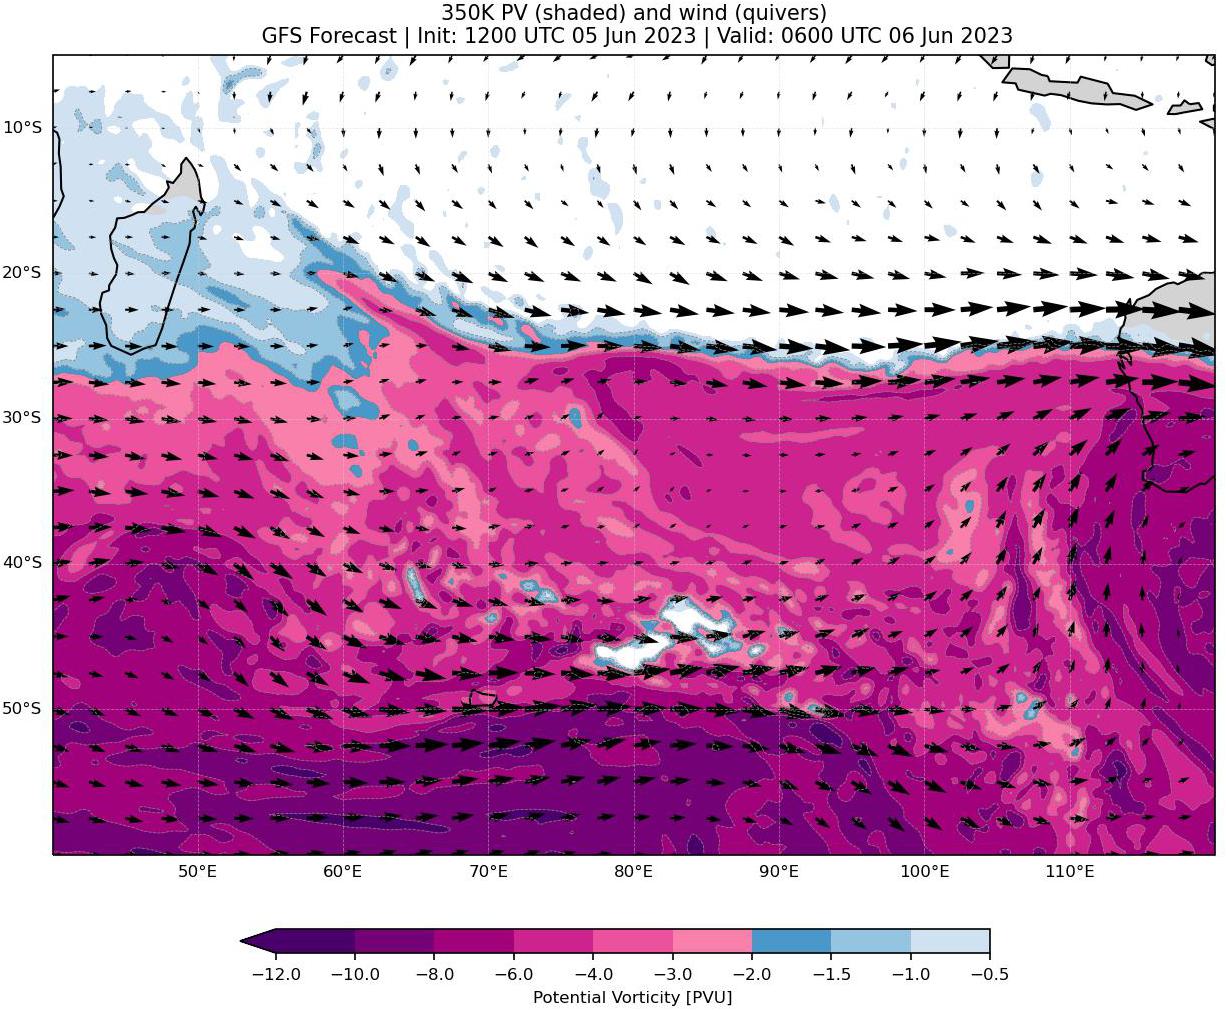 350K PV (shaded) and wind (quivers)
GFS Forecast | Init: 1200 UTC 05 Jun 2023 | Valid: 0600 UTC 06 Jun 2023
10°S
20°S
30°S
40°S
50°S
50°E 60°E 70°E 80°E 90°E 100°E 110°E
−12.0 −10.0 −8.0 −6.0 −4.0 −3.0 −2.0 −1.5 −1.0 −0.5
Potential Vorticity [PVU]